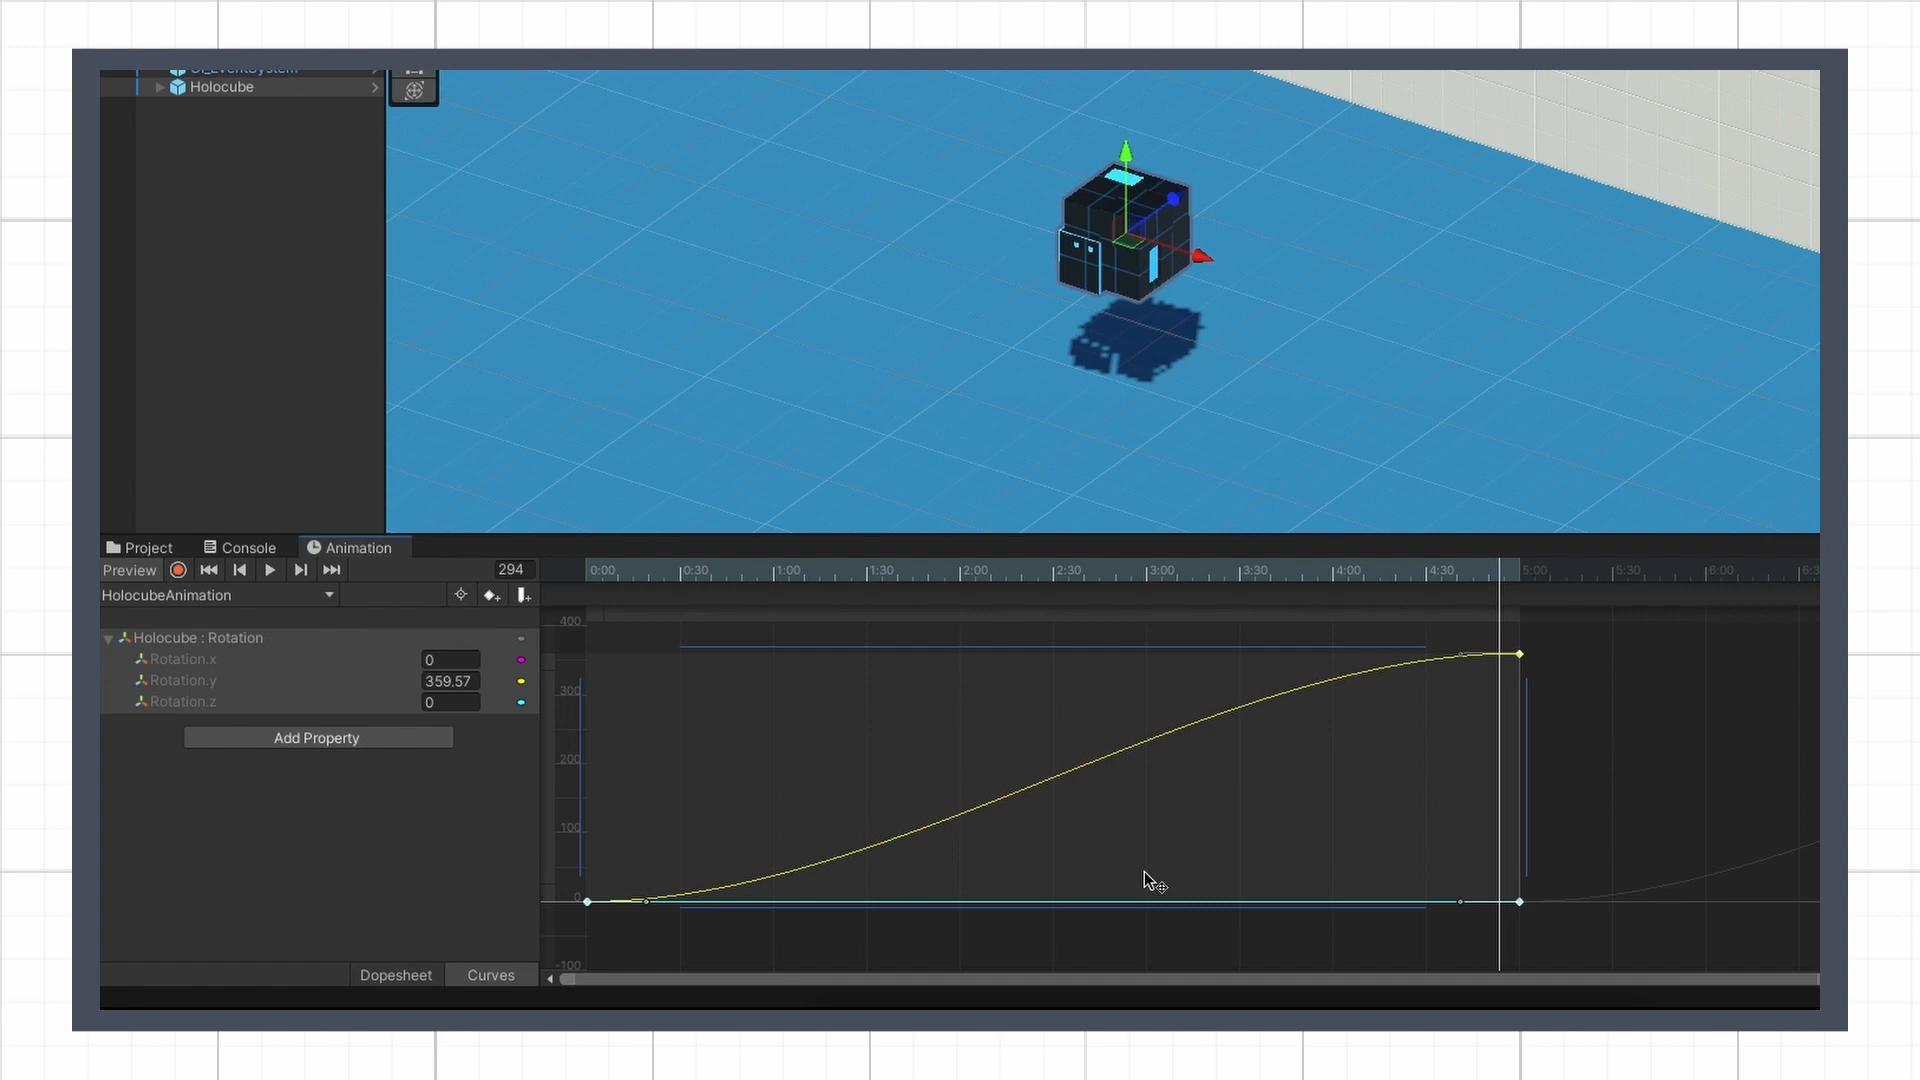 UI_EventSystem
Holocube
Project Console Animation
Preview 294 0:00 0:30 1:00 1:30 2:00 2:30 3:00 3:30 4:00 4:30 5:00 5:30 6:00
HolocubeAnimation
400
Holocube : Rotation
Rotation.x 0
Rotation.y 359.57
300
Rotation.z 0
Add Property
200
100
0
-100
Dopesheet Curves